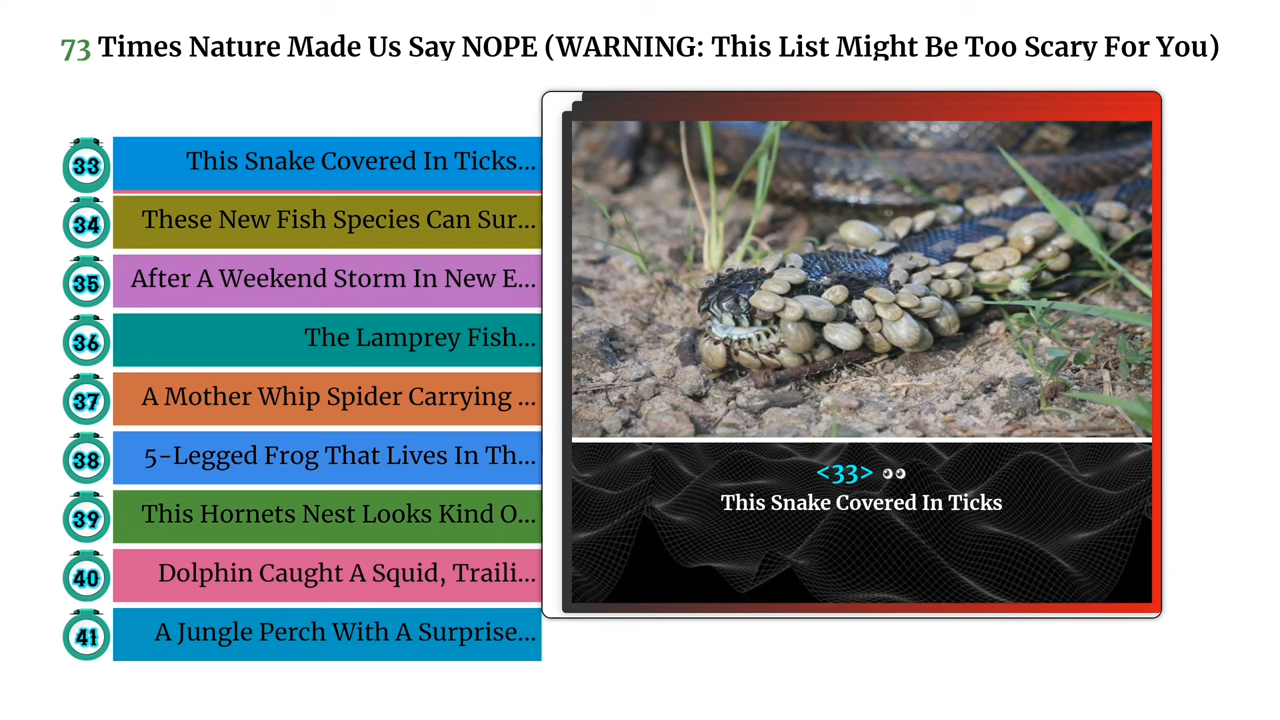 73 Times Nature Made Us Say NOPE (WARNING: This List Might Be Too Scary For You)
33 This Snake Covered In Ticks...
34 These New Fish Species Can Sur...
35 After A Weekend Storm In New E...
36 The Lamprey Fish...
37 A Mother Whip Spider Carrying ...
38 5-Legged Frog That Lives In Th...
39 This Hornets Nest Looks Kind O...
40 Dolphin Caught A Squid, Traili...
41 A Jungle Perch With A Surprise...
<33> 👀
This Snake Covered In Ticks